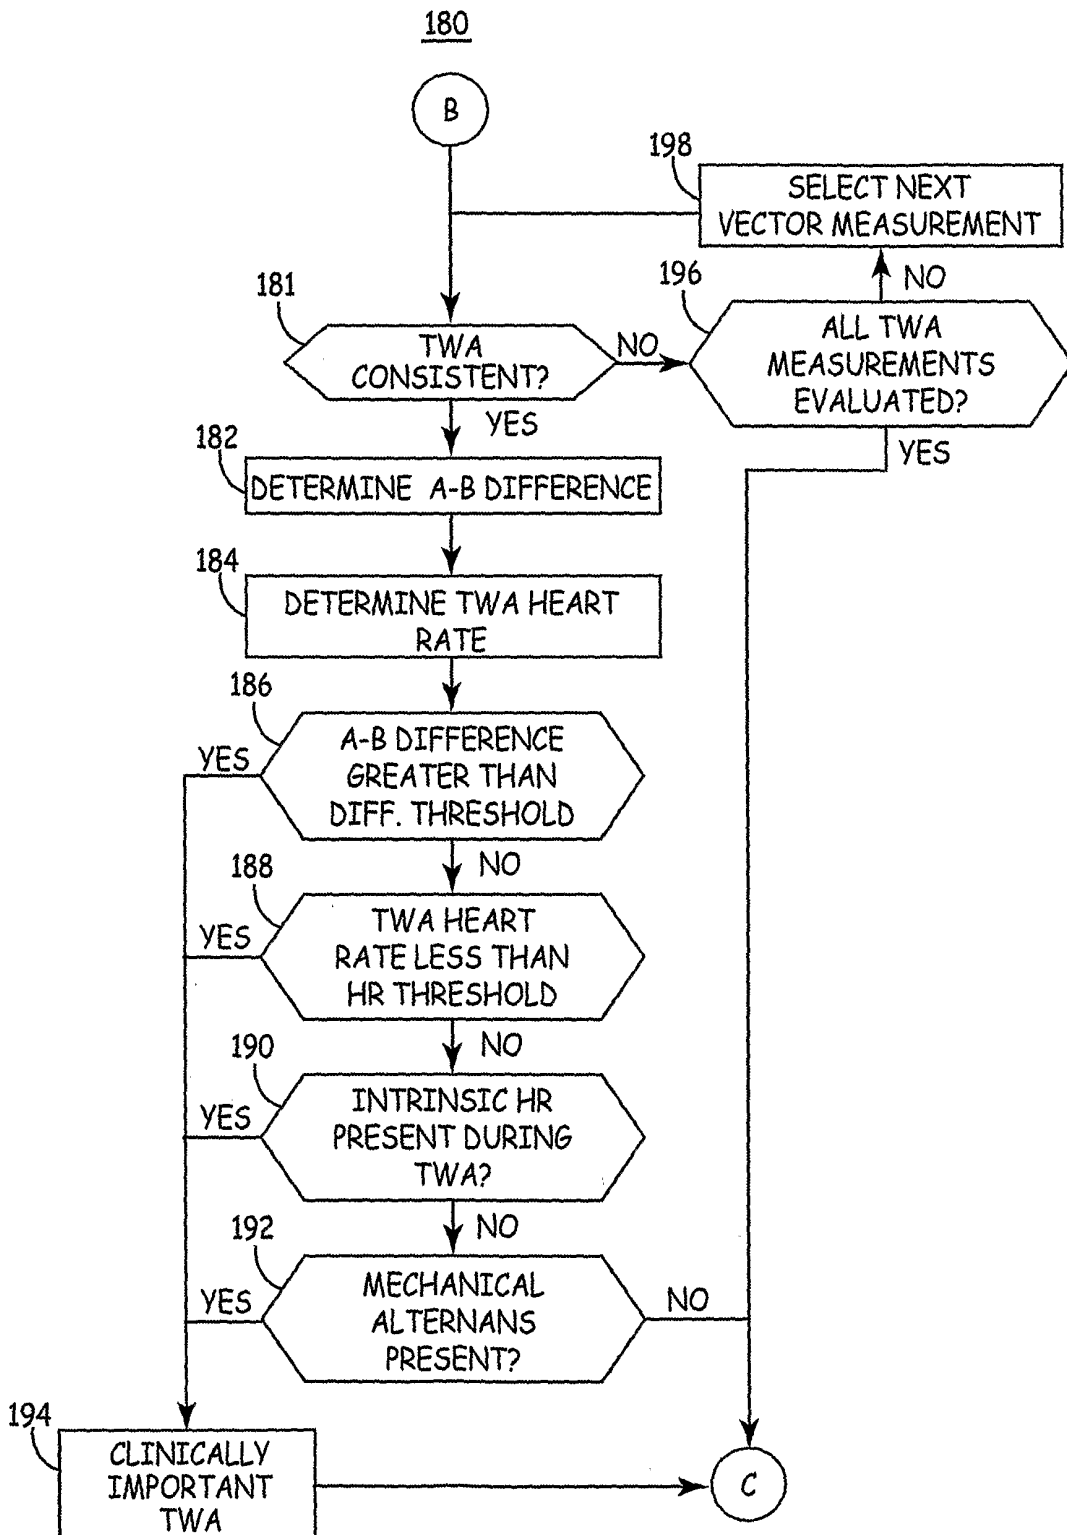 180
B
198
SELECT NEXT
VECTOR MEASUREMENT
NO
196
ALL TWA
MEASUREMENTS
EVALUATED?
YES
181
TWA
CONSISTENT?
NO
YES
182
DETERMINE A-B DIFFERENCE
184
DETERMINE TWA HEART
RATE
186
YES
A-B DIFFERENCE
GREATER THAN
DIFF. THRESHOLD
NO
188
YES
TWA HEART
RATE LESS THAN
HR THRESHOLD
NO
190
YES
INTRINSIC HR
PRESENT DURING
TWA?
NO
192
YES
MECHANICAL
ALTERNANS
PRESENT?
NO
194
CLINICALLY
IMPORTANT
TWA
C